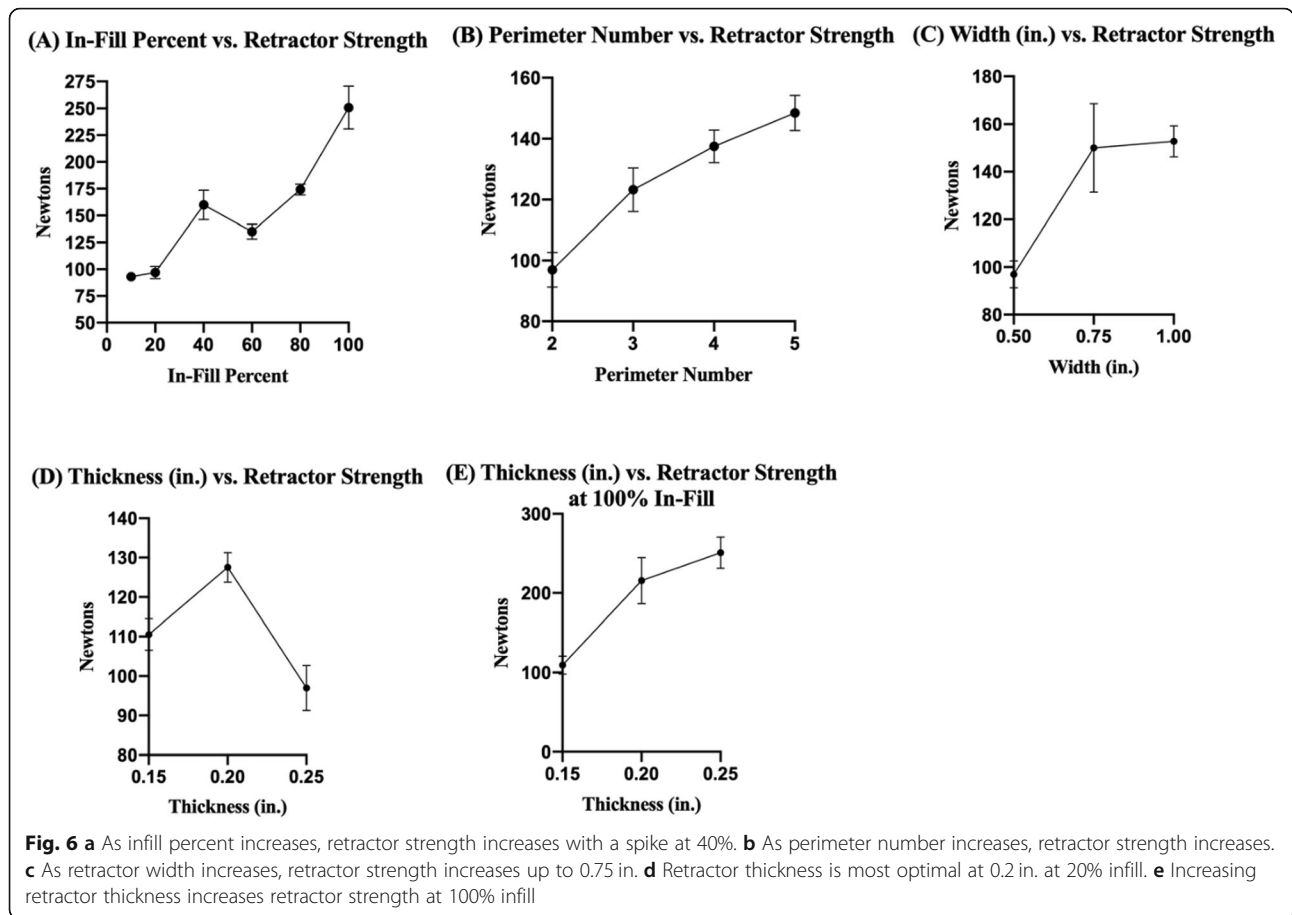 (A) In-Fill Percent vs. Retractor Strength
275
250
225
200
175
150
125
100
75
50
Newtons
0 20 40 60 80 100
In-Fill Percent
(B) Perimeter Number vs. Retractor Strength
160
140
120
100
80
Newtons
2 3 4 5
Perimeter Number
(C) Width (in.) vs. Retractor Strength
180
160
140
120
100
80
Newtons
0.50 0.75 1.00
Width (in.)
(D) Thickness (in.) vs. Retractor Strength
140
130
120
110
100
90
80
Newtons
0.15 0.20 0.25
Thickness (in.)
(E) Thickness (in.) vs. Retractor Strength
at 100% In-Fill
300
200
100
0
Newtons
0.15 0.20 0.25
Thickness (in.)
Fig. 6 a As infill percent increases, retractor strength increases with a spike at 40%. b As perimeter number increases, retractor strength increases.
c As retractor width increases, retractor strength increases up to 0.75 in. d Retractor thickness is most optimal at 0.2 in. at 20% infill. e Increasing
retractor thickness increases retractor strength at 100% infill